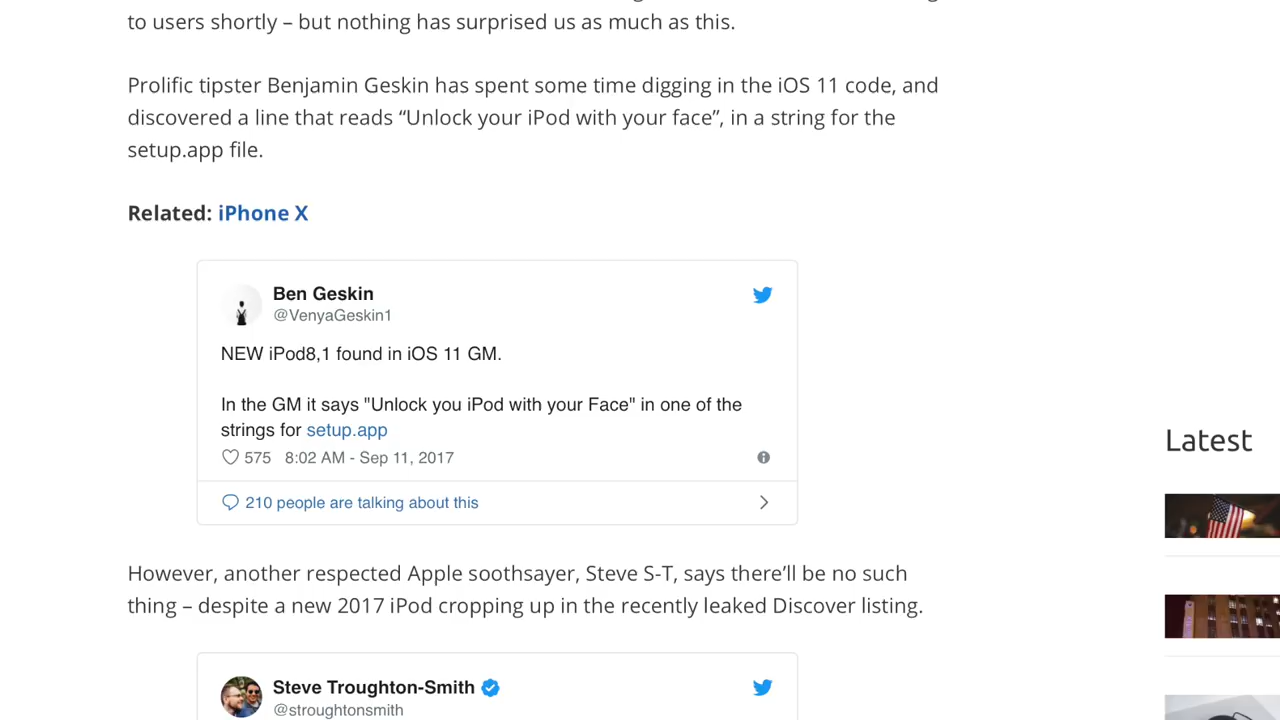 to users shortly – but nothing has surprised us as much as this.
Prolific tipster Benjamin Geskin has spent some time digging in the iOS 11 code, and
discovered a line that reads “Unlock your iPod with your face”, in a string for the
setup.app file.
Related: iPhone X
Ben Geskin
@VenyaGeskin1
NEW iPod8,1 found in iOS 11 GM.
In the GM it says "Unlock you iPod with your Face" in one of the
strings for setup.app
575 8:02 AM - Sep 11, 2017
210 people are talking about this
Latest
However, another respected Apple soothsayer, Steve S-T, says there’ll be no such
thing – despite a new 2017 iPod cropping up in the recently leaked Discover listing.
Steve Troughton-Smith
@stroughtonsmith